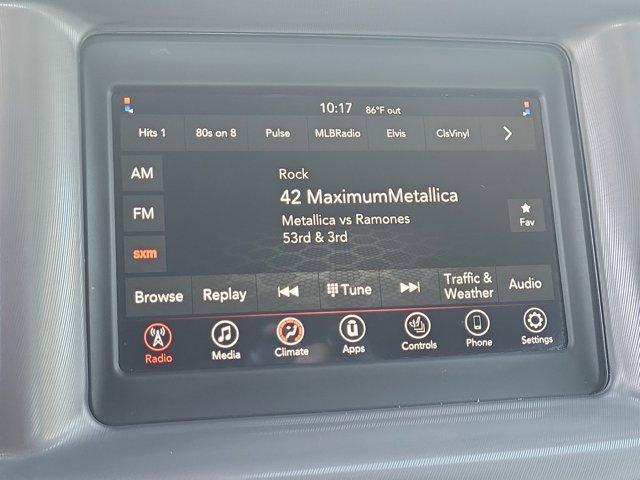 10:17 86°F out
Hits 1 80s on 8 Pulse MLBRadio Elvis ClsVinyl
AM
Rock
42 MaximumMetallica
FM
Metallica vs Ramones
Fav
53rd & 3rd
sxm
Browse Replay Tune Traffic & Weather Audio
Radio Media Climate Apps Controls Phone Settings